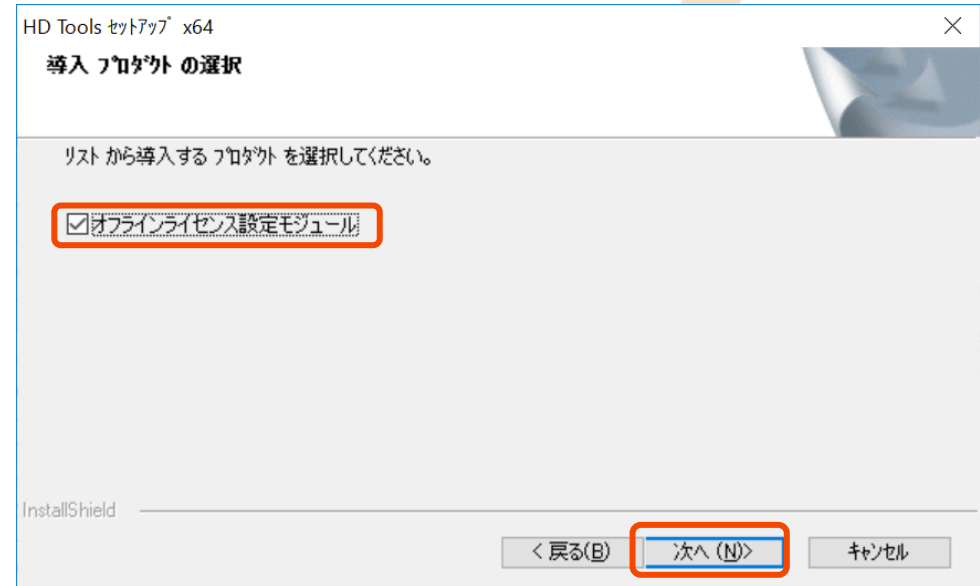 HD Tools ｾｯﾄｱｯﾌﾟ x64
導入 ﾌﾟﾛﾀﾞｸﾄ の選択
ﾘｽﾄ から導入する ﾌﾟﾛﾀﾞｸﾄ を選択してください。
オフラインライセンス設定モジュール
InstallShield
< 戻る(B)
次へ (N)>
ｷｬﾝｾﾙ